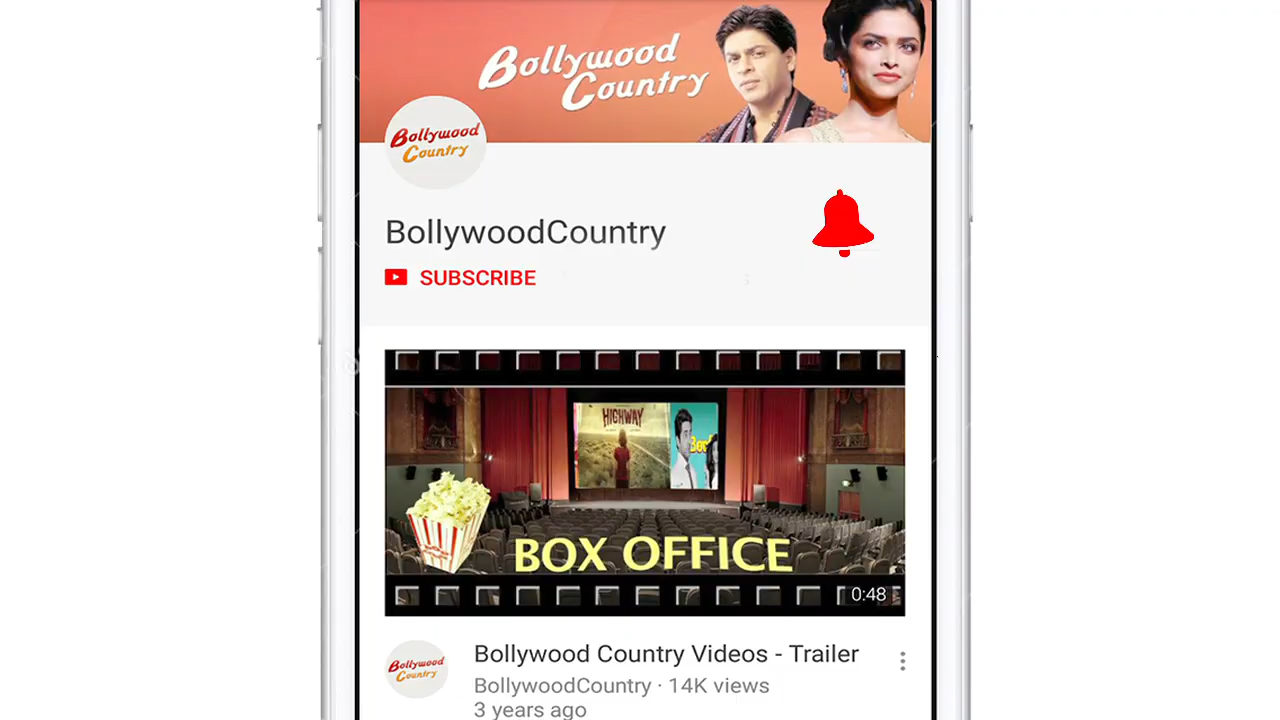 Bollywood
Country
Bollywood
Country
BollywoodCountry
SUBSCRIBE
HIGHWAY
BOX OFFICE
0:48
Bollywood
Country
Bollywood Country Videos - Trailer
BollywoodCountry · 14K views
3 years ago